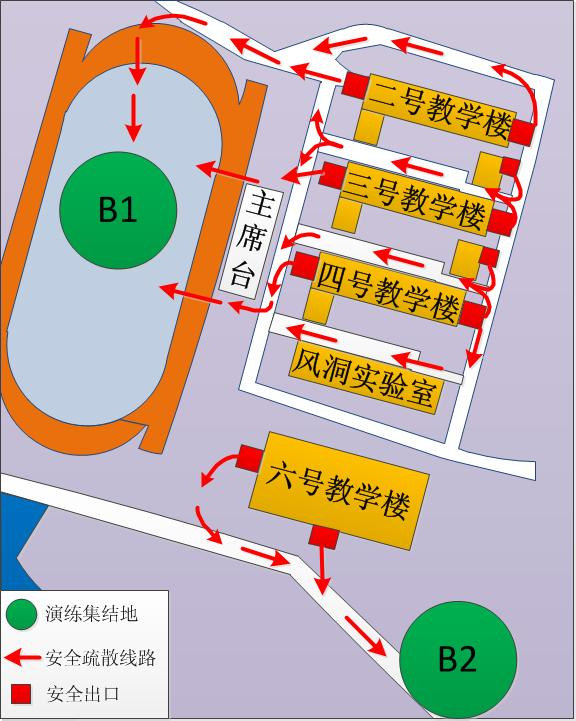 二号教学楼
B1
三号教学楼
主席台
四号教学楼
风洞实验室
六号教学楼
演练集结地
安全疏散线路
安全出口
B2